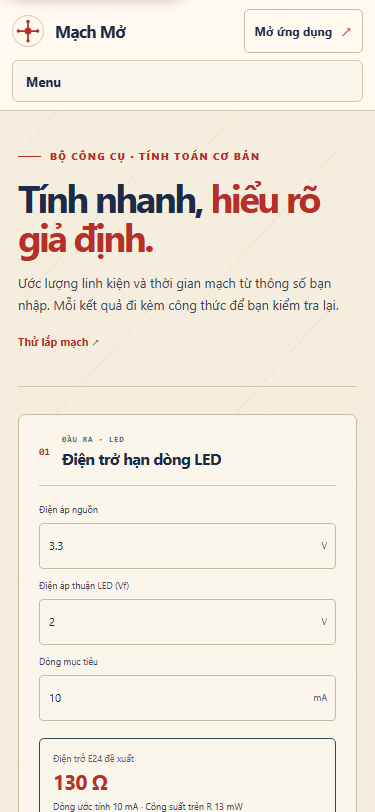 Mạch Mở
Mở ứng dụng ↗
Menu
BỘ CÔNG CỤ · TÍNH TOÁN CƠ BẢN
Tính nhanh, hiểu rõ
giả định.
Ước lượng linh kiện và thời gian mạch từ thông số bạn
nhập. Mỗi kết quả đi kèm công thức để bạn kiểm tra lại.
Thử lắp mạch ↗
ĐẦU RA · LED
01 Điện trở hạn dòng LED
Điện áp nguồn
3.3 V
Điện áp thuận LED (Vf)
2 V
Dòng mục tiêu
10 mA
Điện trở E24 đề xuất
130 Ω
Dòng ước tính 10 mA · Công suất trên R 13 mW